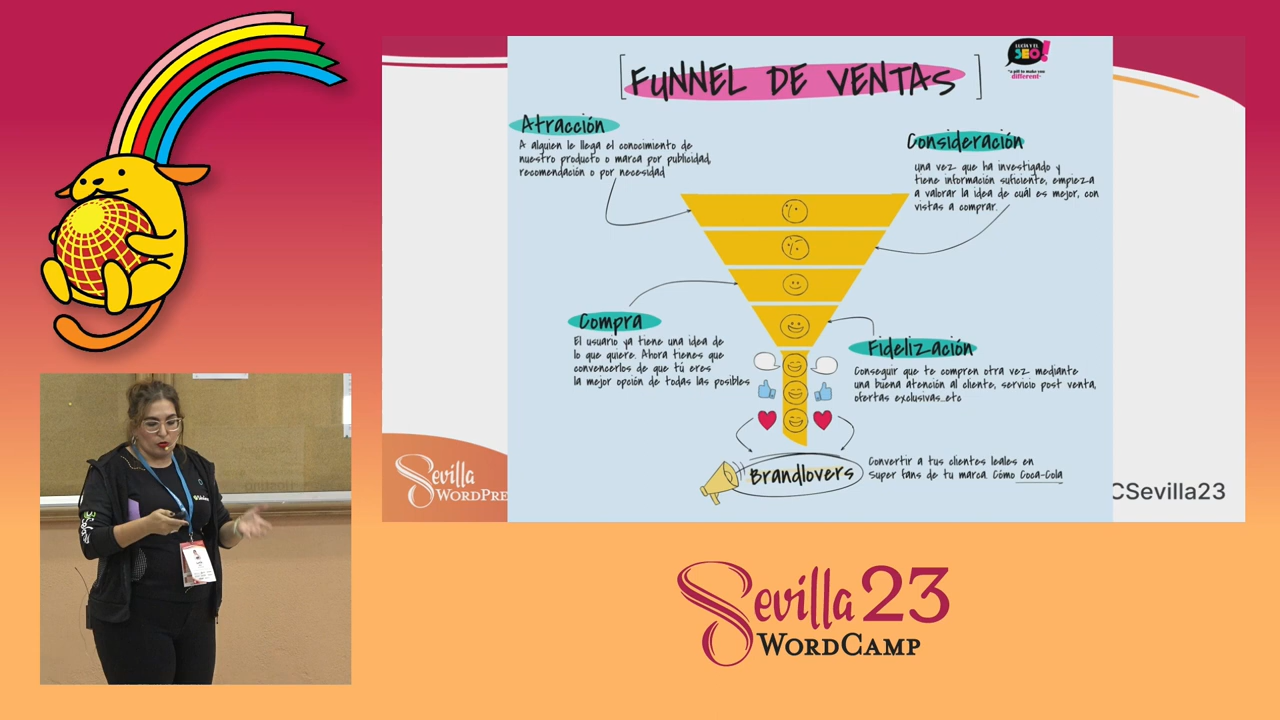 FUNNEL DE VENTAS
LUCÍA Y EL
SEO!
different
Atracción
A alguien le llega el conocimiento de
nuestro producto o marca por publicidad,
recomendación o por necesidad
Consideración
Una vez que ha investigado y
tiene información suficiente, empieza
a valorar la idea de cuál es mejor, con
vistas a comprar.
Compra
El usuario ya tiene una idea de
lo que quiere. Ahora tienes que
convencerlos de que tú eres
la mejor opción de todas las posibles
Fidelización
Conseguir que te compren otra vez mediante
una buena atención al cliente, servicio post venta,
ofertas exclusivas...etc
Brandlovers
Convertir a tus clientes leales en
super fans de tu marca. Cómo Coca-Cola
Sevilla
WORDPRE
CSevilla23
Sevilla 23
WORDCAMP